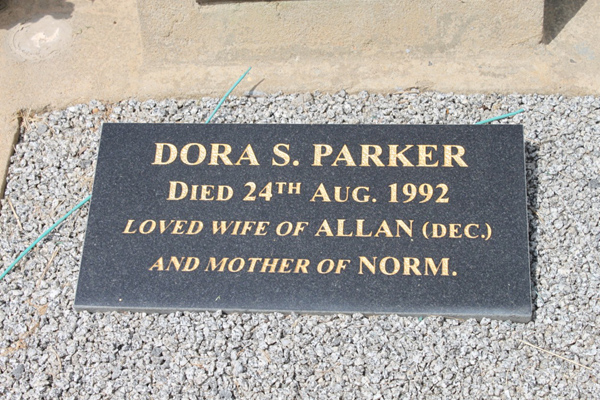 DORA S. PARKER
DIED 24TH AUG. 1992
LOVED WIFE OF ALLAN (DEC.)
AND MOTHER OF NORM.